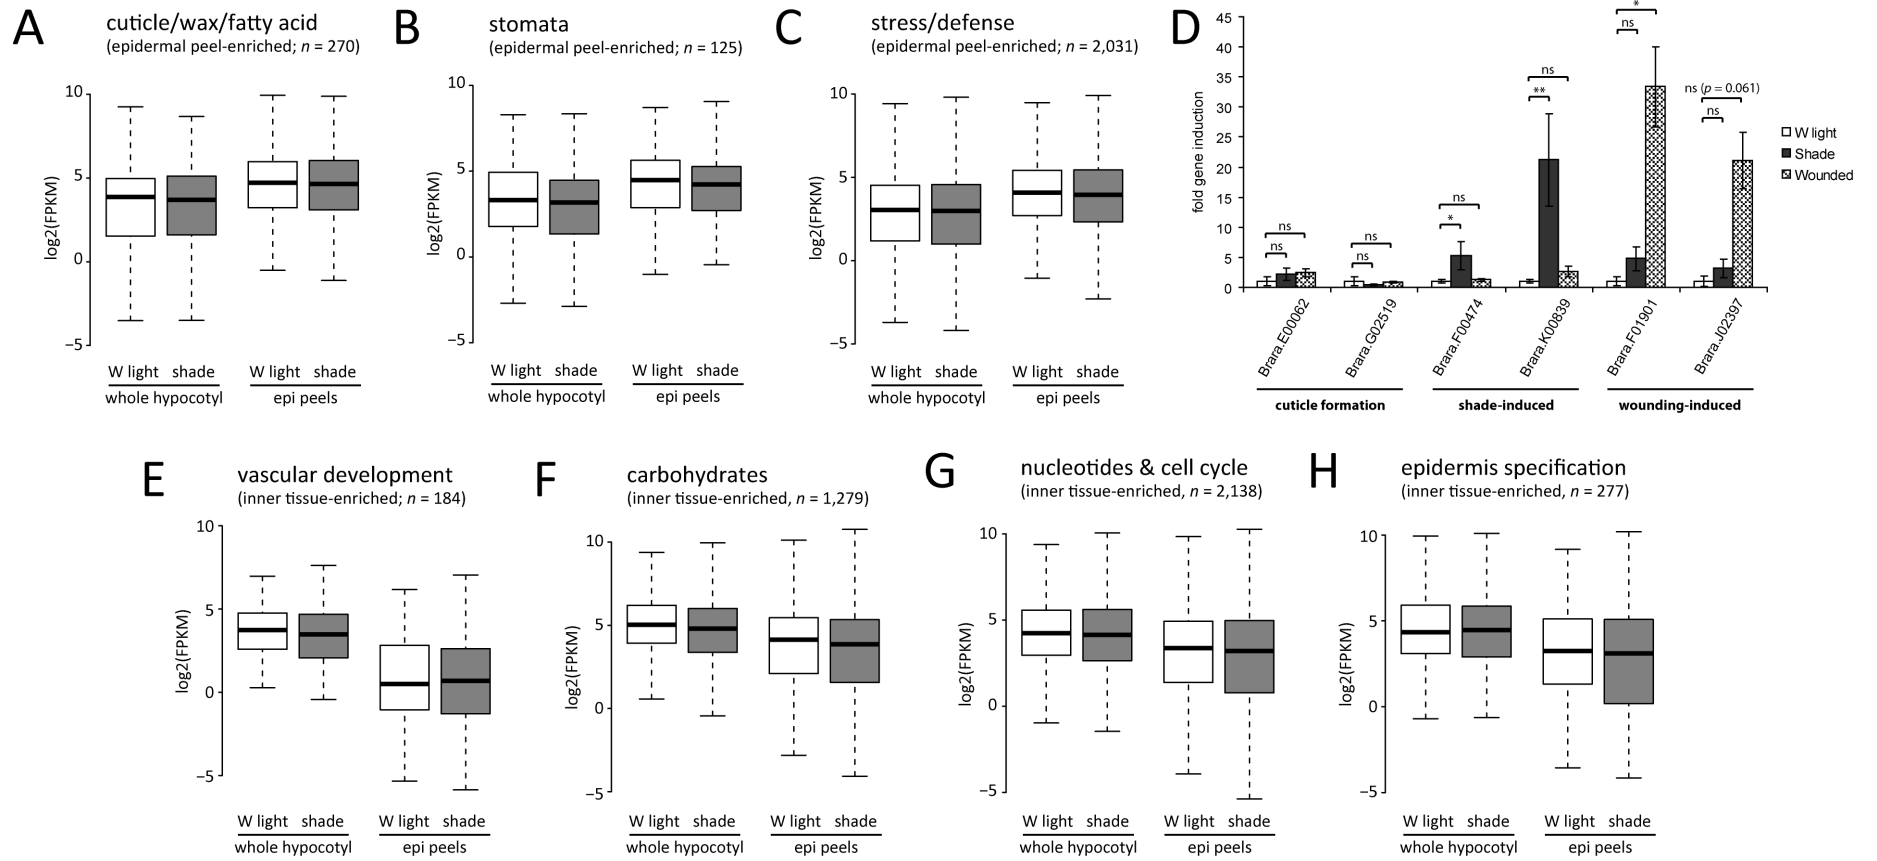 A
cuticle/wax/fatty acid
(epidermal peel-enriched; n = 270)
log2(FPKM)
10
5
0
−5
W light shade W light shade
whole hypocotyl epi peels
B
stomata
(epidermal peel-enriched; n = 125)
log2(FPKM)
10
5
0
−5
W light shade W light shade
whole hypocotyl epi peels
C
stress/defense
(epidermal peel-enriched; n = 2,031)
log2(FPKM)
10
5
0
−5
W light shade W light shade
whole hypocotyl epi peels
D
fold gene induction
45
40
35
30
25
20
15
10
5
0
ns
ns
ns
ns
ns
*
ns
**
*
ns
ns (p = 0.061)
ns
W light
Shade
Wounded
Brara.E00062
Brara.G02519
Brara.F00474
Brara.K00839
Brara.F01901
Brara.J02397
cuticle formation shade-induced wounding-induced
E
vascular development
(inner tissue-enriched; n = 184)
log2(FPKM)
10
5
0
−5
W light shade W light shade
whole hypocotyl epi peels
F
carbohydrates
(inner tissue-enriched, n = 1,279)
log2(FPKM)
10
5
0
−5
W light shade W light shade
whole hypocotyl epi peels
G
nucleotides & cell cycle
(inner tissue-enriched, n = 2,138)
log2(FPKM)
10
5
0
−5
W light shade W light shade
whole hypocotyl epi peels
H
epidermis specification
(inner tissue-enriched, n = 277)
log2(FPKM)
10
5
0
−5
W light shade W light shade
whole hypocotyl epi peels